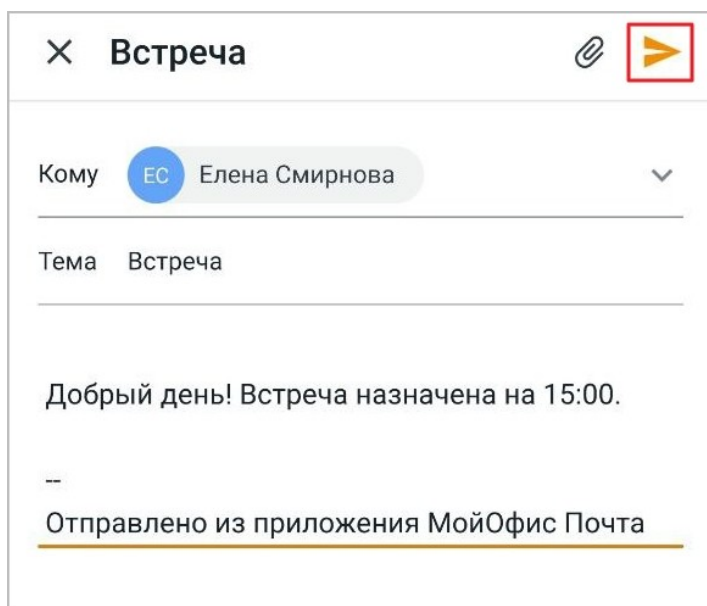 Встреча
Кому ЕС Елена Смирнова
Тема Встреча
Добрый день! Встреча назначена на 15:00.
--
Отправлено из приложения МойОфис Почта